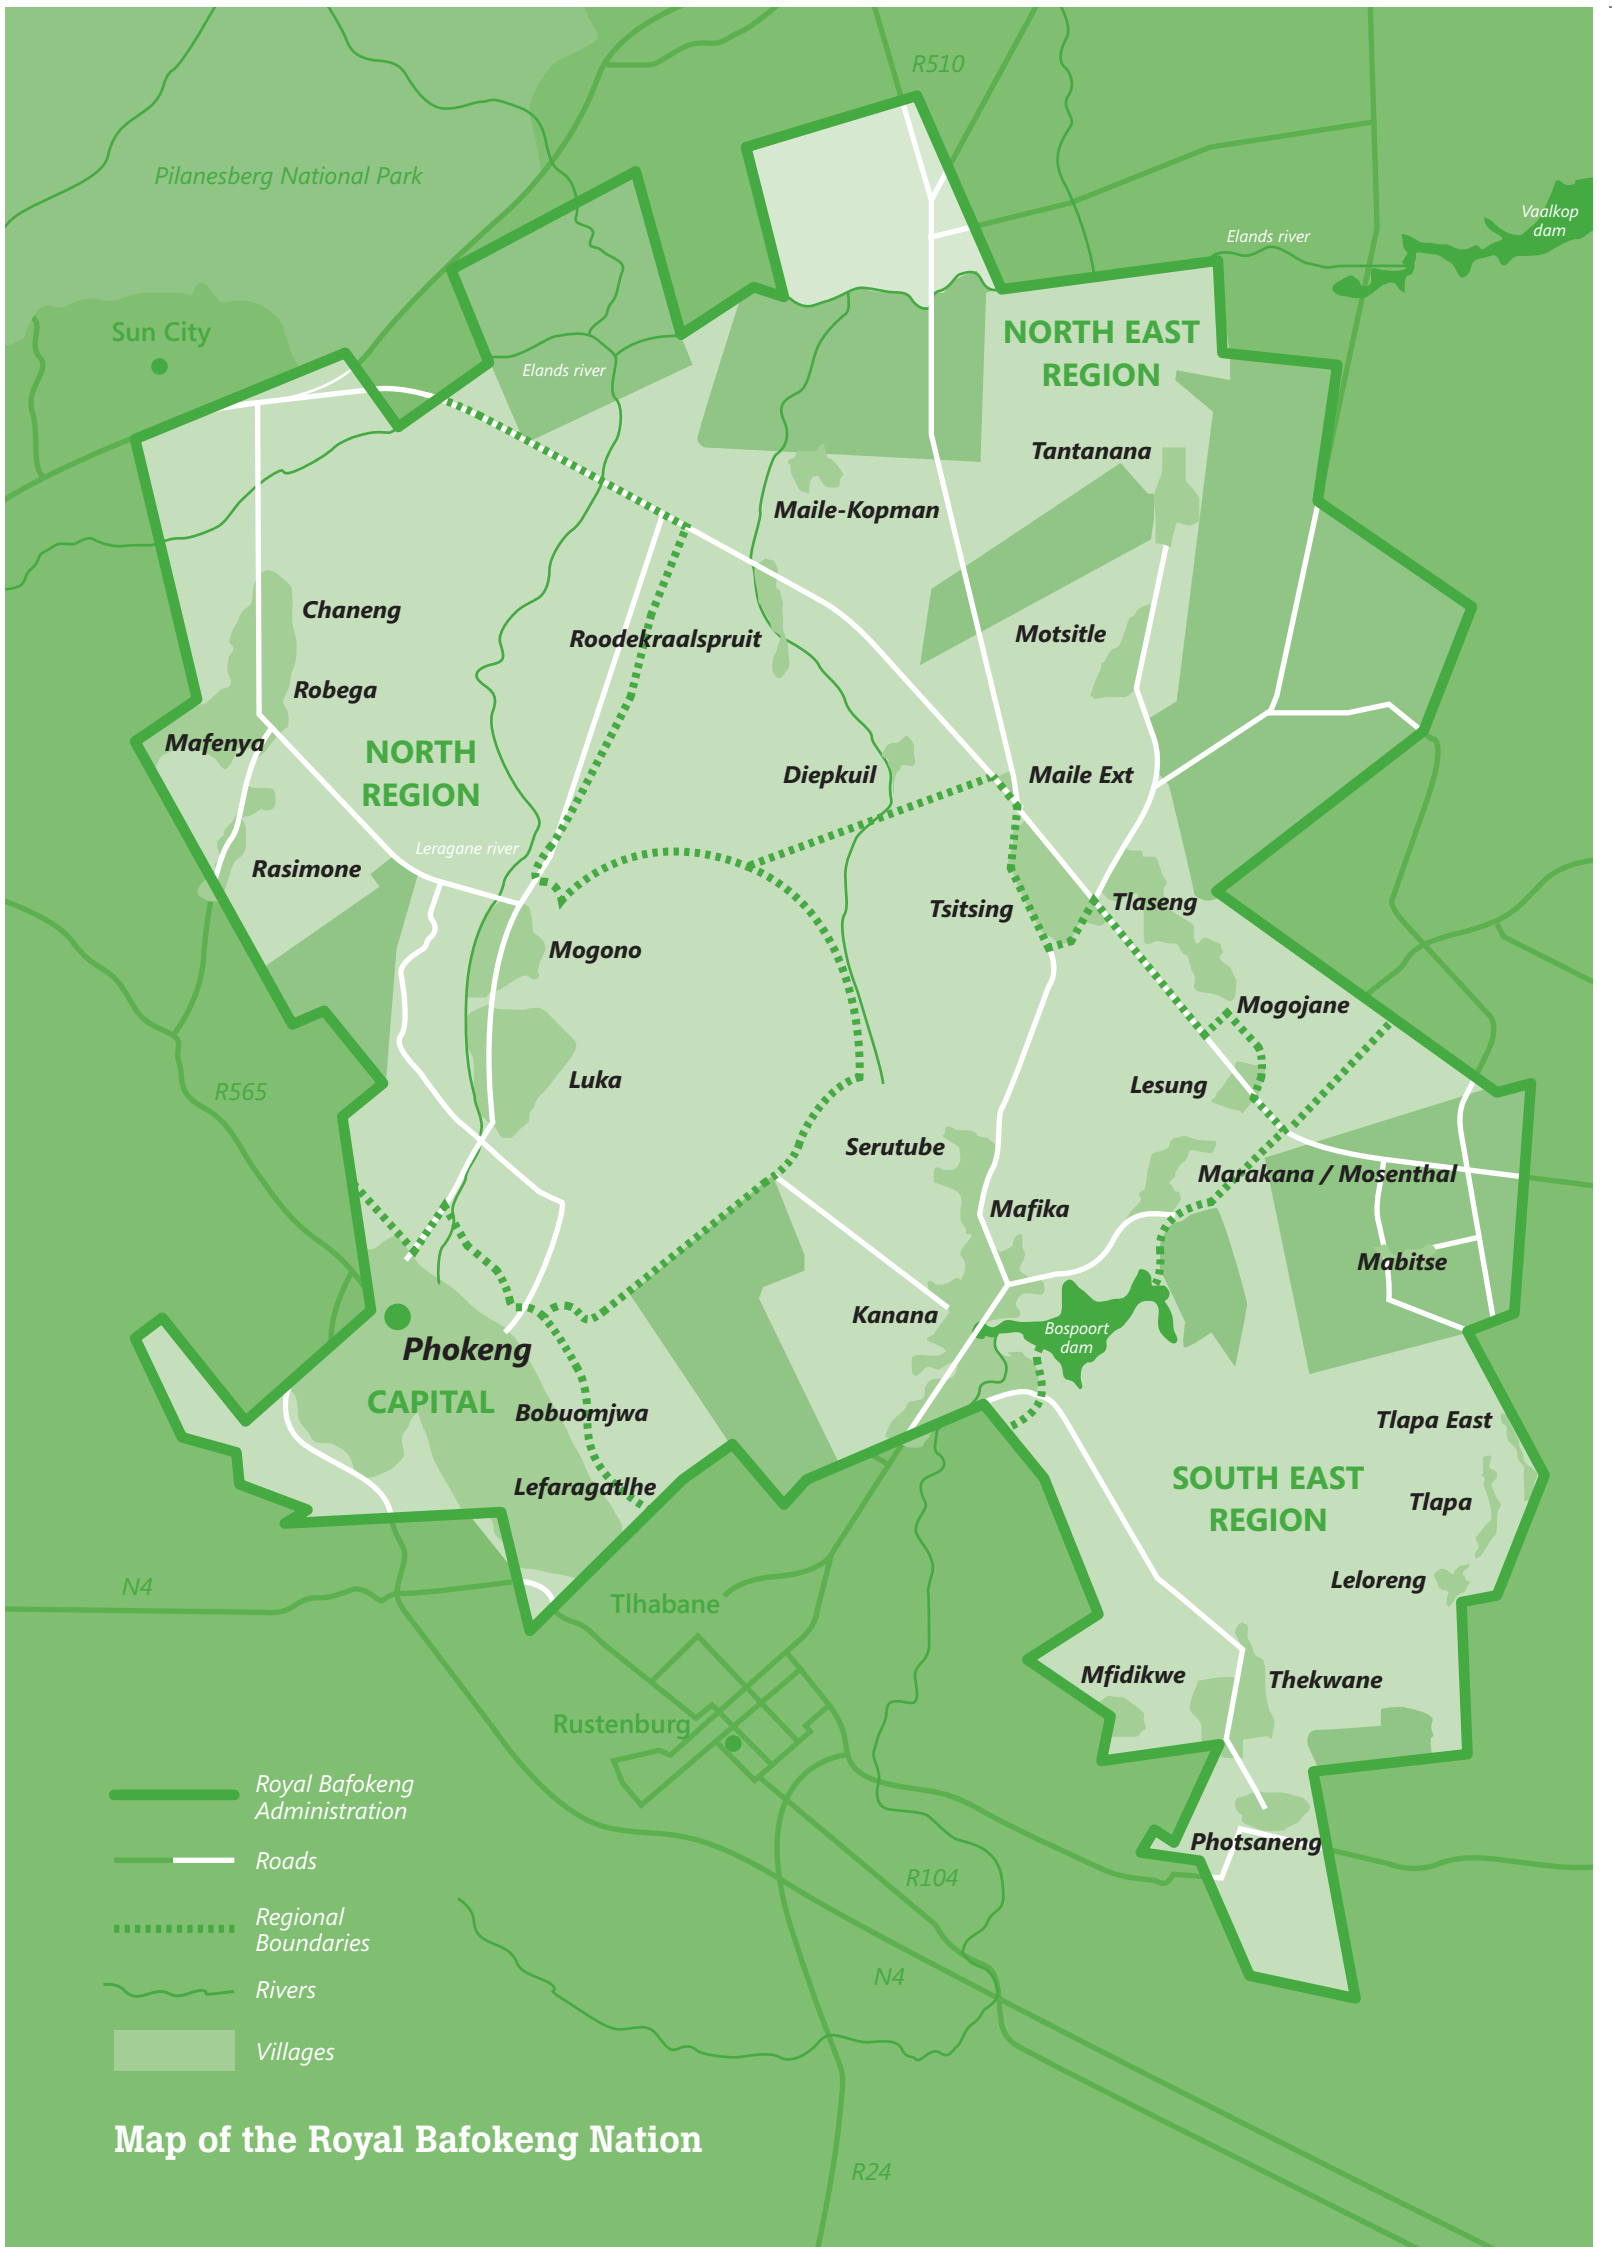 R510
Pilanesberg National Park
Vaalkop
dam
Elands river
Sun City
NORTH EAST
REGION
Elands river
Tantanana
Maile-Kopman
Chaneng
Motsitle
Roodekraalspruit
Robega
Mafenya
NORTH
REGION
Diepkuil
Maile Ext
Leragane river
Rasimone
Tsitsing
Tlaseng
Mogono
Mogojane
R565
Luka
Lesung
Serutube
Marakana / Mosenthal
Mafika
Mabitse
Kanana
Bospoort
dam
Phokeng
CAPITAL
Bobuomjwa
Tlapa East
Lefaragatlhe
SOUTH EAST
REGION
Tlapa
N4
Tlhabane
Leloreng
Mfidikwe
Thekwane
Rustenburg
Royal Bafokeng
Administration
Photsaneng
Roads
R104
Regional
Boundaries
N4
Rivers
Villages
Map of the Royal Bafokeng Nation
R24